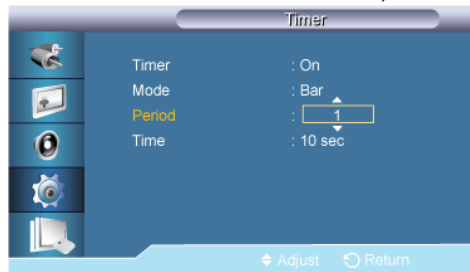 Timer
Timer : On
Mode : Bar
Period : 1
Time : 10 sec
Adjust Return